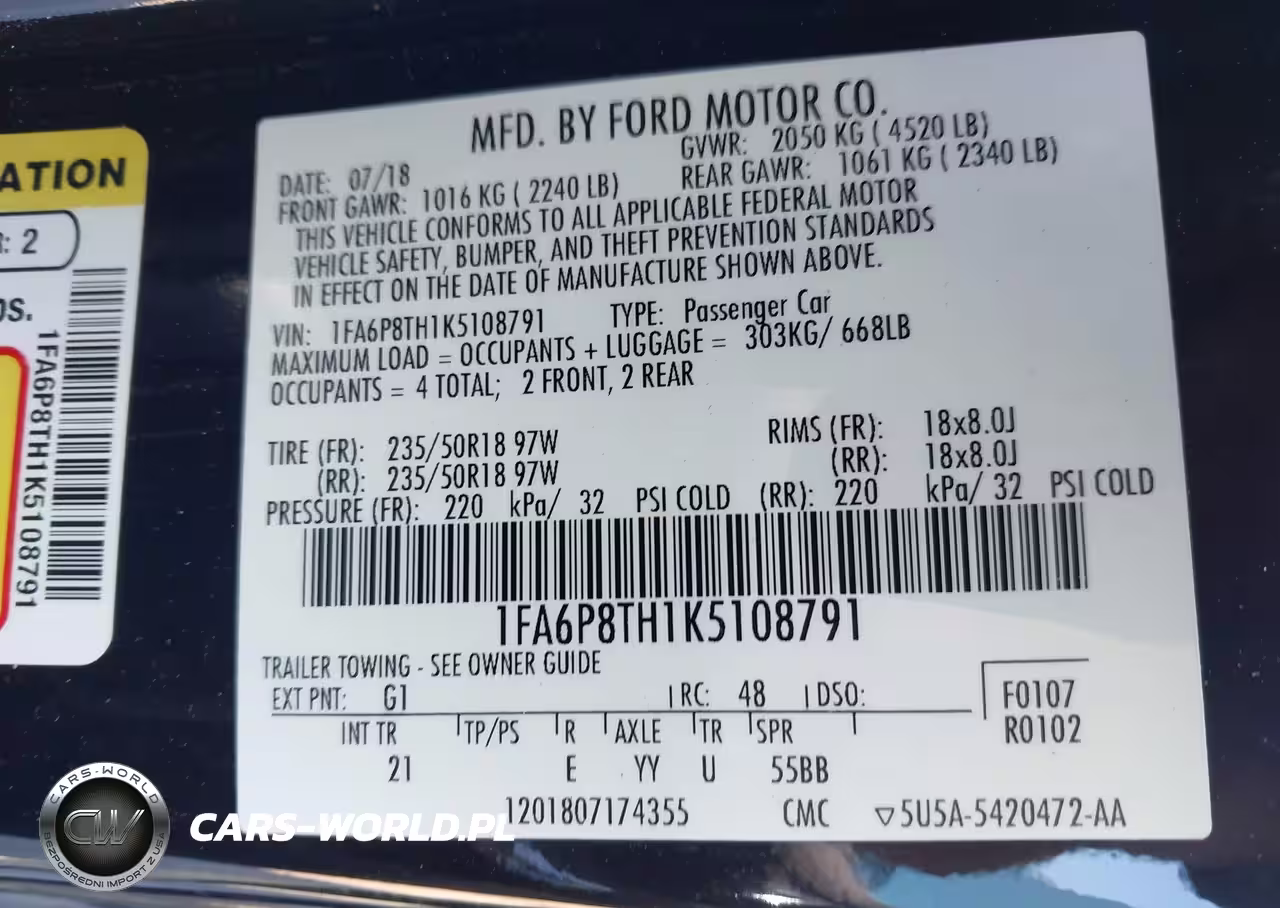 ATION
: 2
1FA6P8TH1K5108791
MFD. BY FORD MOTOR CO.
DATE: 07/18 GVWR: 2050 KG ( 4520 LB)
FRONT GAWR: 1016 KG ( 2240 LB) REAR GAWR: 1061 KG ( 2340 LB)
THIS VEHICLE CONFORMS TO ALL APPLICABLE FEDERAL MOTOR
VEHICLE SAFETY, BUMPER, AND THEFT PREVENTION STANDARDS
IN EFFECT ON THE DATE OF MANUFACTURE SHOWN ABOVE.
VIN: 1FA6P8TH1K5108791 TYPE: Passenger Car
MAXIMUM LOAD = OCCUPANTS + LUGGAGE = 303KG/ 668LB
OCCUPANTS = 4 TOTAL; 2 FRONT, 2 REAR
TIRE (FR): 235/50R18 97W RIMS (FR): 18x8.0J
(RR): 235/50R18 97W (RR): 18x8.0J
PRESSURE (FR): 220 kPa/ 32 PSI COLD (RR): 220 kPa/ 32 PSI COLD
1FA6P8TH1K5108791
TRAILER TOWING - SEE OWNER GUIDE
EXT PNT: G1 RC: 48 DSO: F0107
INT TR TP/PS R AXLE TR SPR R0102
21 E YY U 55BB
1201807174355 CMC ▽5U5A-5420472-AA
CARS-WORLD
CW
BEZPOŚREDNI IMPORT Z USA
CARS-WORLD.PL